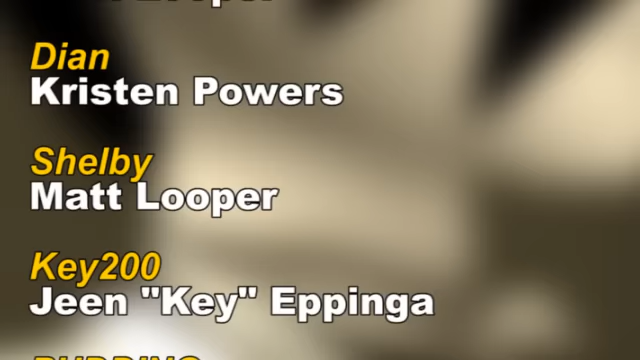 Dian
Kristen Powers
Shelby
Matt Looper
Key200
Jeen "Key" Eppinga